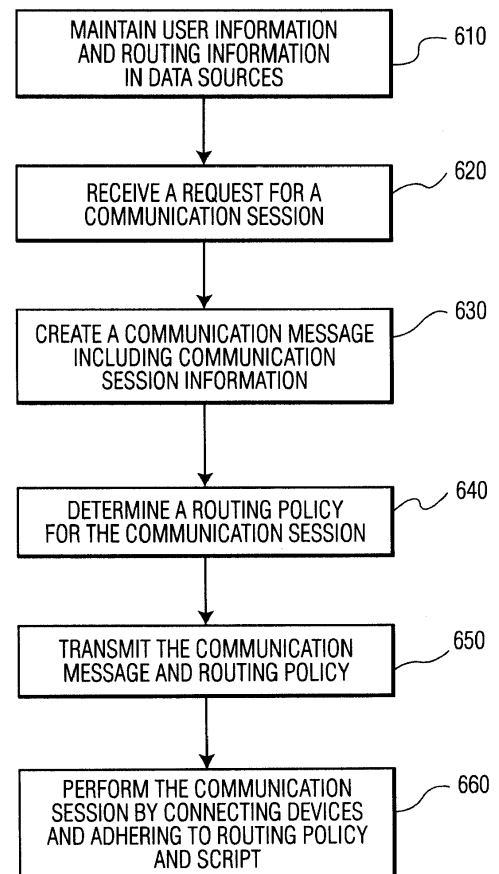 MAINTAIN USER INFORMATION
AND ROUTING INFORMATION
IN DATA SOURCES
610
RECEIVE A REQUEST FOR A
COMMUNICATION SESSION
620
CREATE A COMMUNICATION MESSAGE
INCLUDING COMMUNICATION
SESSION INFORMATION
630
DETERMINE A ROUTING POLICY
FOR THE COMMUNICATION SESSION
640
TRANSMIT THE COMMUNICATION
MESSAGE AND ROUTING POLICY
650
PERFORM THE COMMUNICATION
SESSION BY CONNECTING DEVICES
AND ADHERING TO ROUTING POLICY
AND SCRIPT
660